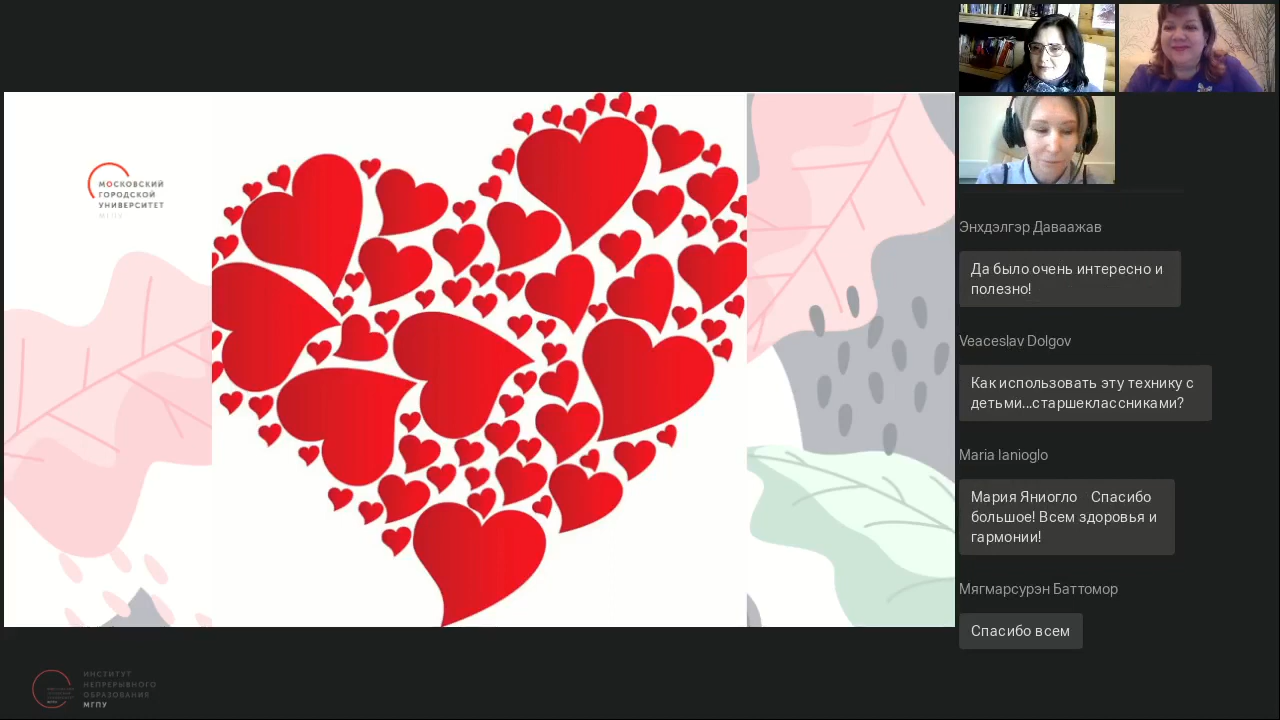 МОСКОВСКИЙ
ГОРОДСКОЙ
УНИВЕРСИТЕТ
МГПУ
Энхдэлгэр Даваажав
Да было очень интересно и
полезно!
Veaceslav Dolgov
Как использовать эту технику с
детьми...старшеклассниками?
Maria Ianioglo
Мария Яниогло Спасибо
большое! Всем здоровья и
гармонии!
Мягмарсурэн Баттомор
Спасибо всем
ИНСТИТУТ
НЕПРЕРЫВНОГО
ОБРАЗОВАНИЯ
МГПУ